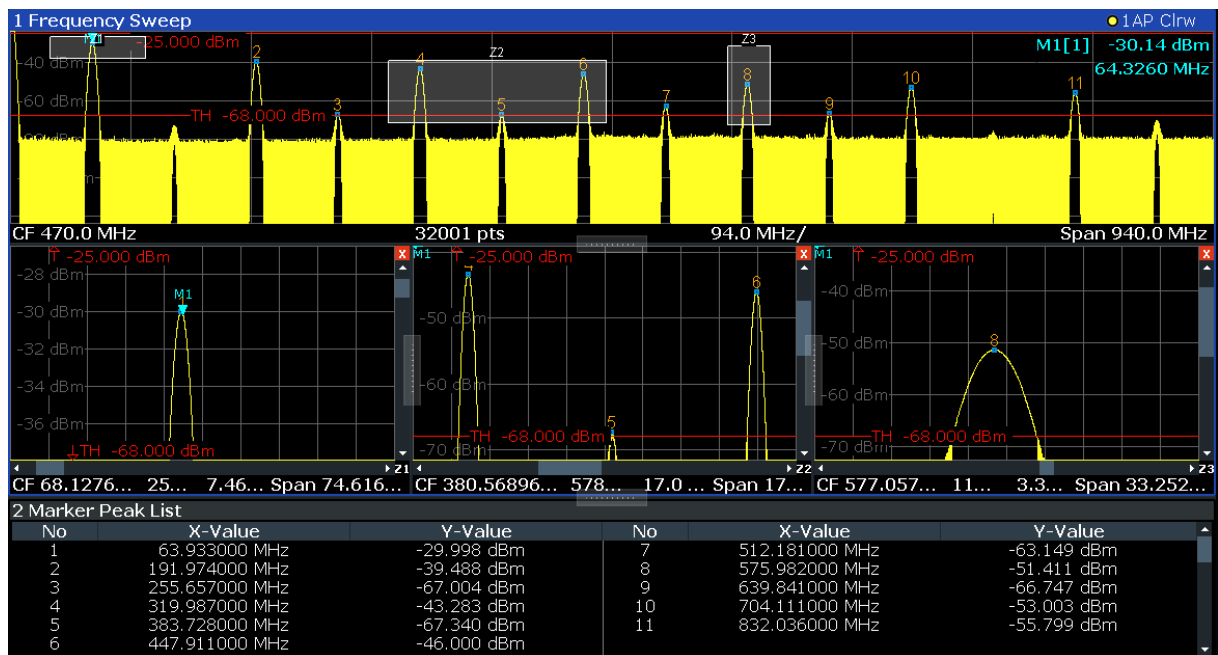 1 Frequency Sweep
1AP Clrw
M1
-25.000 dBm
Z2
Z3
M1[1] -30.14 dBm
64.3260 MHz
-40 dBm
-60 dBm
TH -68.000 dBm
2
3
4
5
6
7
8
9
10
11
CF 470.0 MHz 32001 pts 94.0 MHz/ Span 940.0 MHz
-25.000 dBm
-28 dBm
M1
-30 dBm
-32 dBm
-34 dBm
-36 dBm
TH -68.000 dBm
Z1
CF 68.1276... 25... 7.46... Span 74.616...
M1 -25.000 dBm
6
-50 dBm
-60 dBm
5
TH -68.000 dBm
-70 dBm
Z2
CF 380.56896... 578... 17.0 ... Span 17...
M1 -25.000 dBm
-40 dBm
8
-50 dBm
-60 dBm
TH -68.000 dBm
-70 dBm
Z3
CF 577.057... 11... 3.3... Span 33.252...
2 Marker Peak List
No X-Value Y-Value No X-Value Y-Value
1 63.933000 MHz -29.998 dBm 7 512.181000 MHz -63.149 dBm
2 191.974000 MHz -39.488 dBm 8 575.982000 MHz -51.411 dBm
3 255.657000 MHz -67.004 dBm 9 639.841000 MHz -66.747 dBm
4 319.987000 MHz -43.283 dBm 10 704.111000 MHz -53.003 dBm
5 383.728000 MHz -67.340 dBm 11 832.036000 MHz -55.799 dBm
6 447.911000 MHz -46.000 dBm